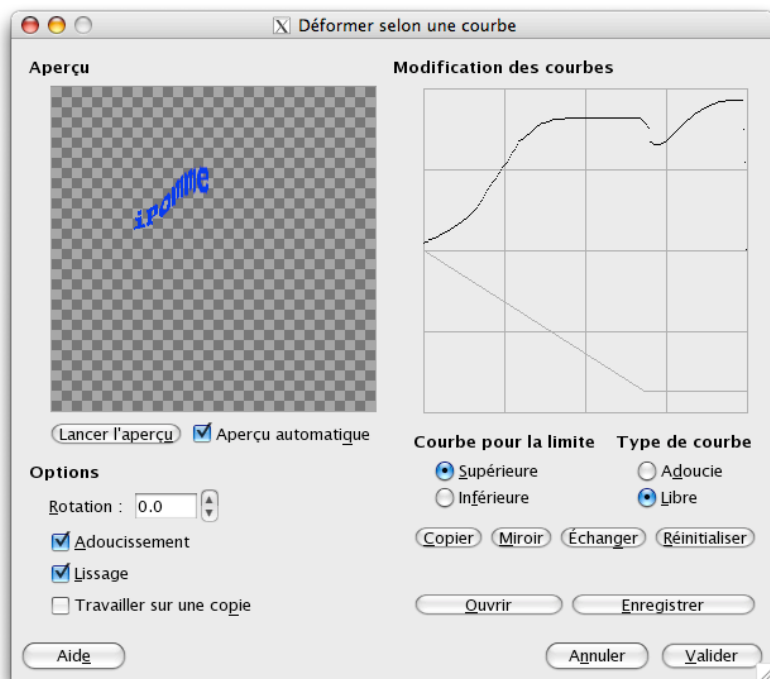 Déformer selon une courbe
Aperçu
ipomme
Lancer l'aperçu
Aperçu automatique
Options
Rotation : 0.0
Adoucissement
Lissage
Travailler sur une copie
Modification des courbes
Courbe pour la limite
Supérieure
Inférieure
Type de courbe
Adoucie
Libre
Copier Miroir Échanger Réinitialiser
Ouvrir Enregistrer
Aide Annuler Valider